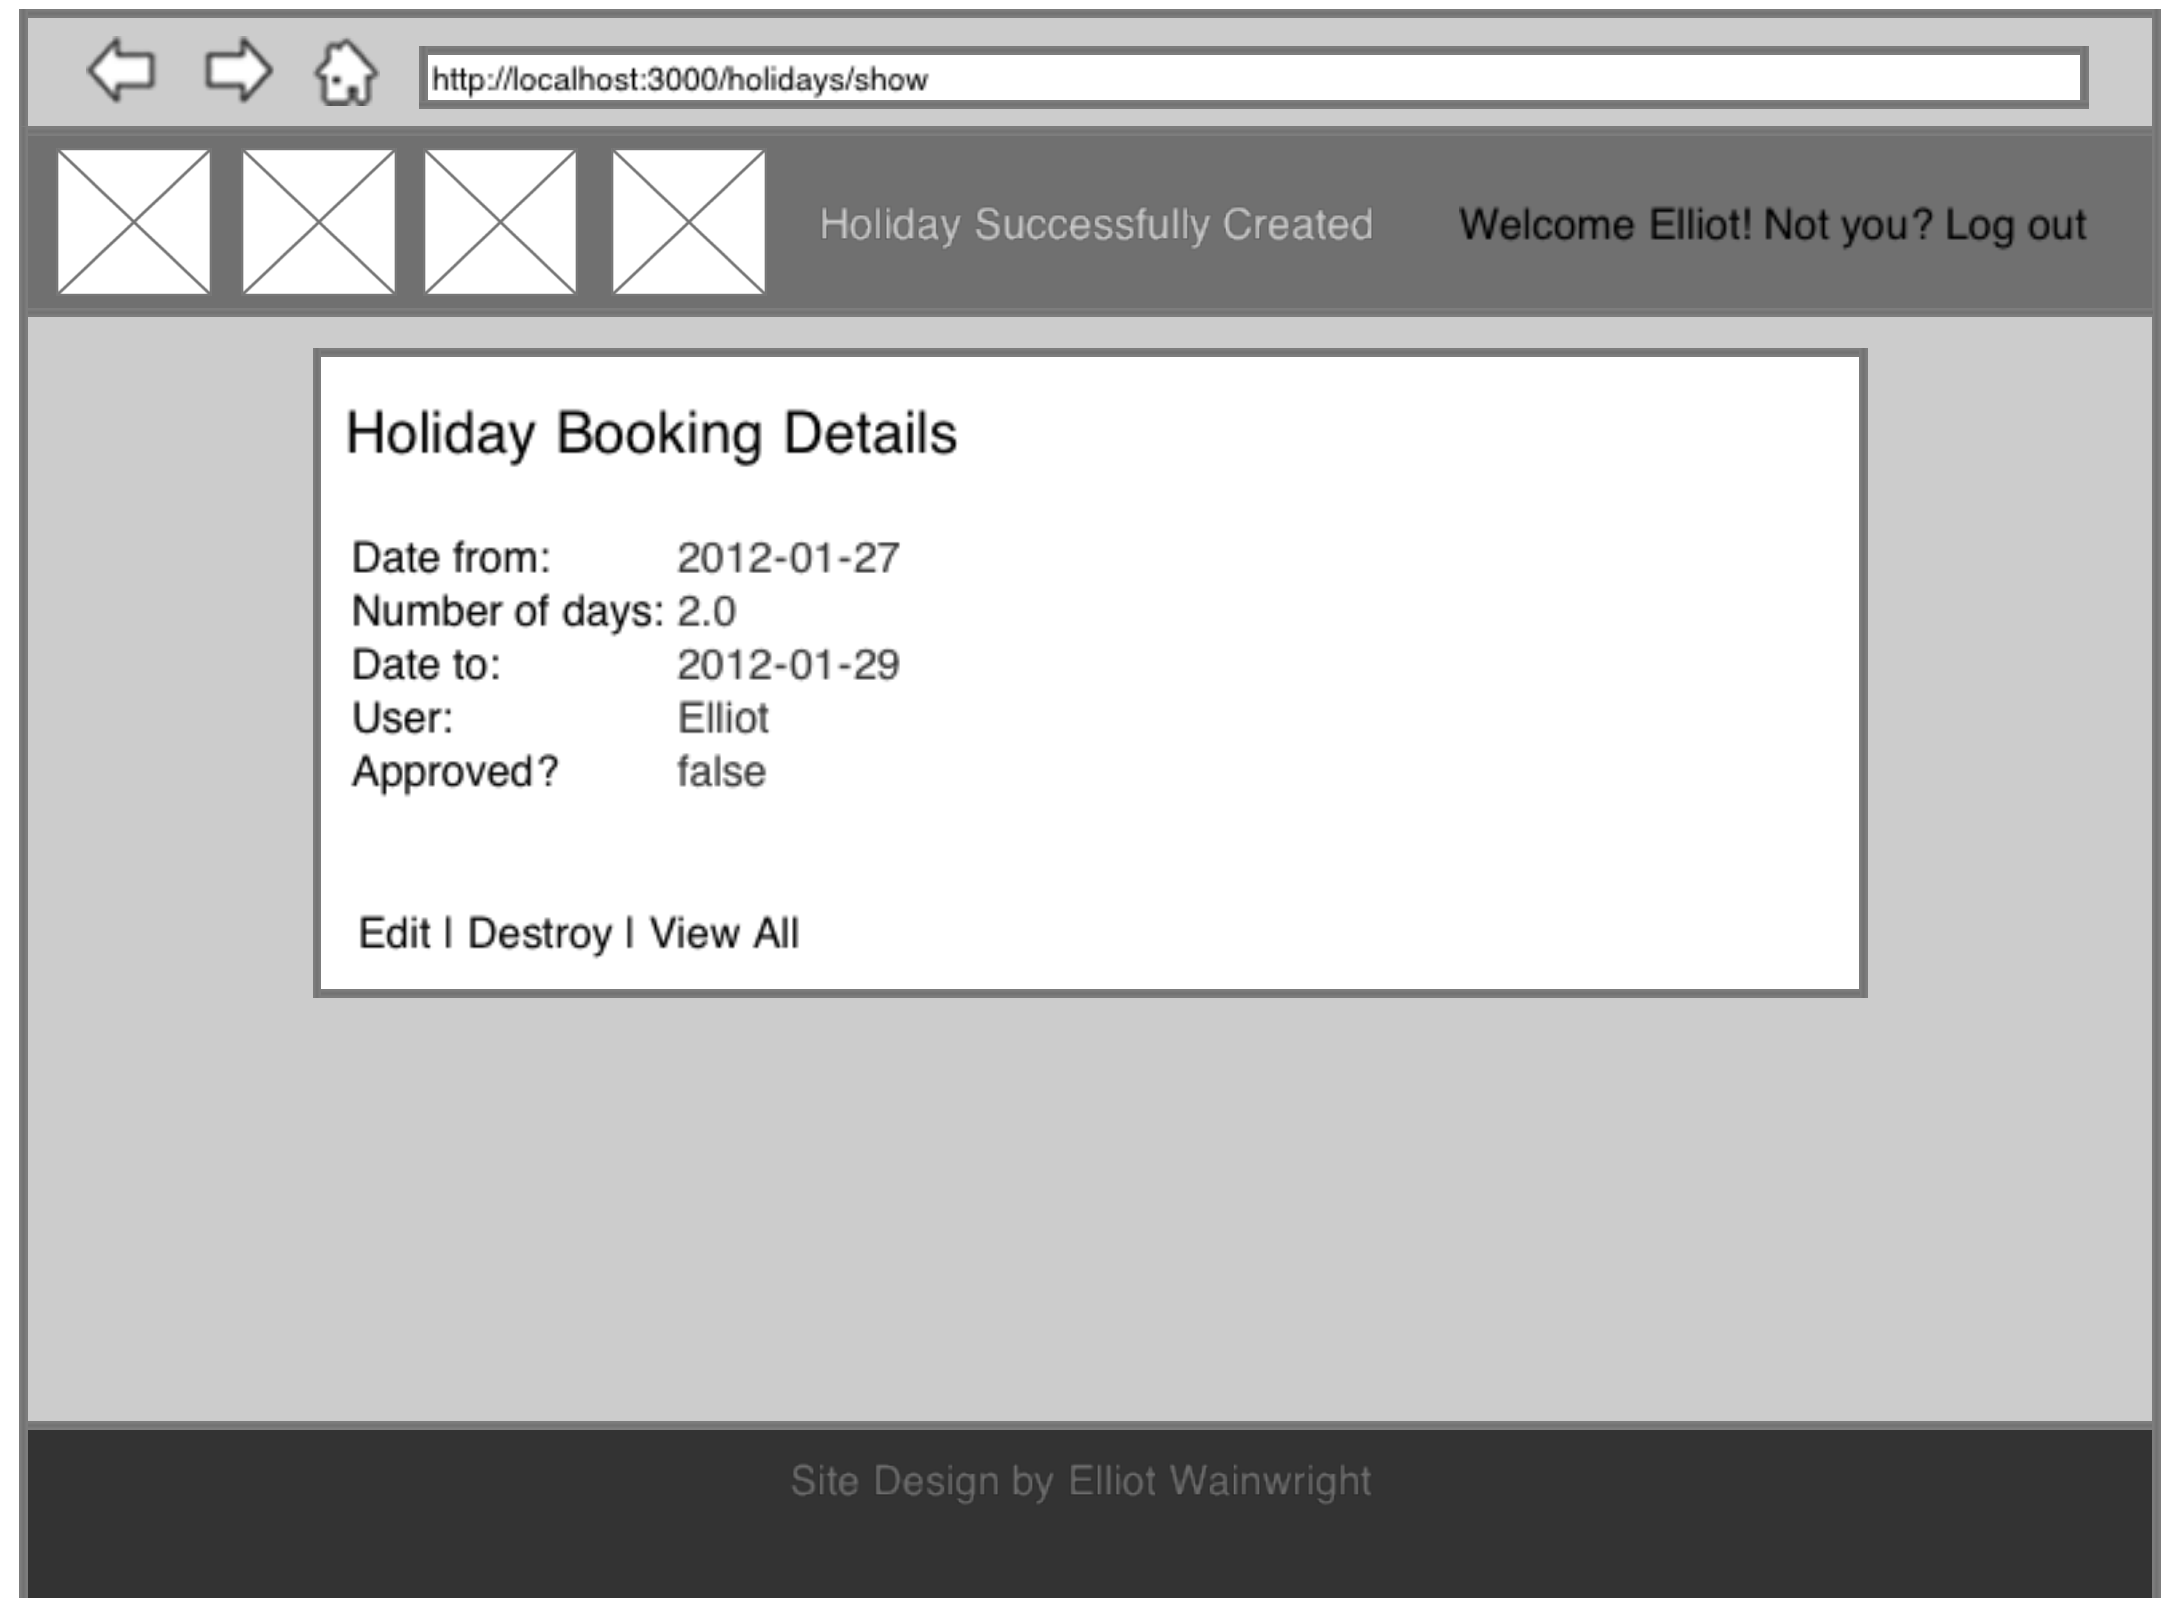 http://localhost:3000/holidays/show
Holiday Successfully Created
Welcome Elliot! Not you? Log out
Holiday Booking Details
Date from: 2012-01-27
Number of days: 2.0
Date to: 2012-01-29
User: Elliot
Approved? false
Edit | Destroy | View All
Site Design by Elliot Wainwright